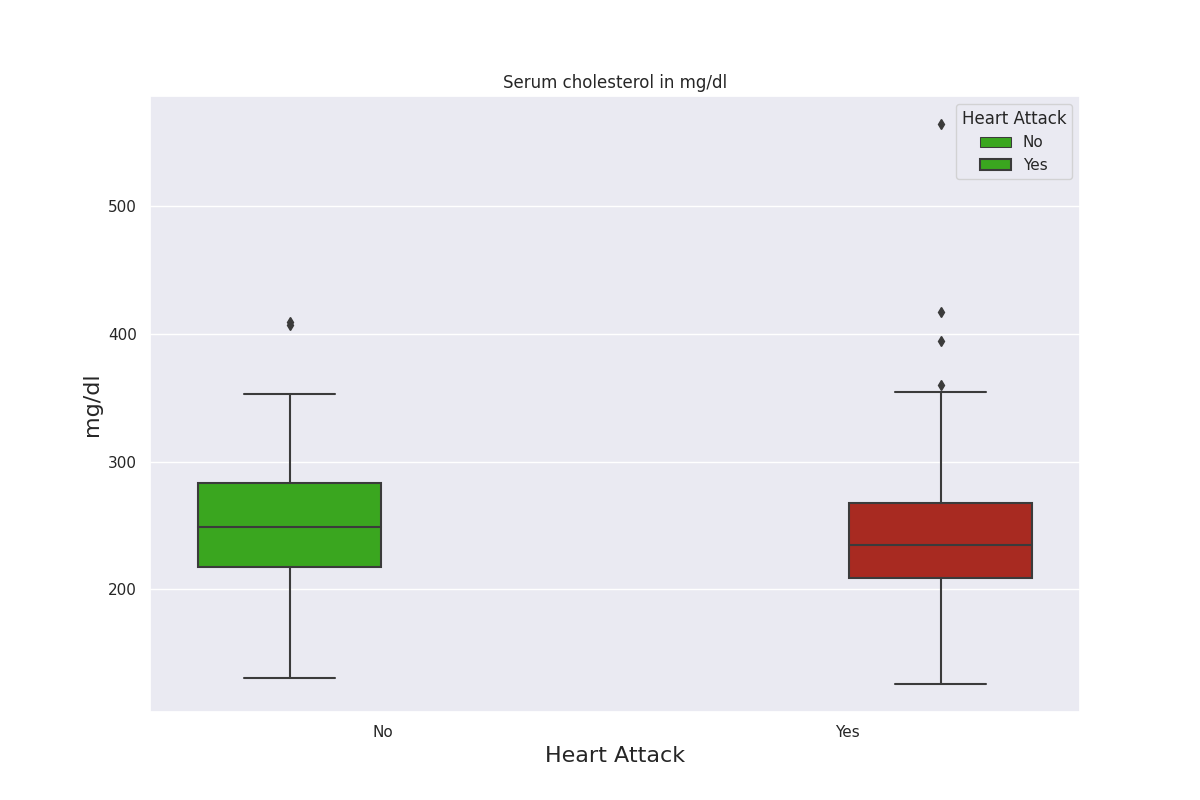 Serum cholesterol in mg/dl
Heart Attack
No
Yes
500
400
300
200
mg/dl
No
Yes
Heart Attack